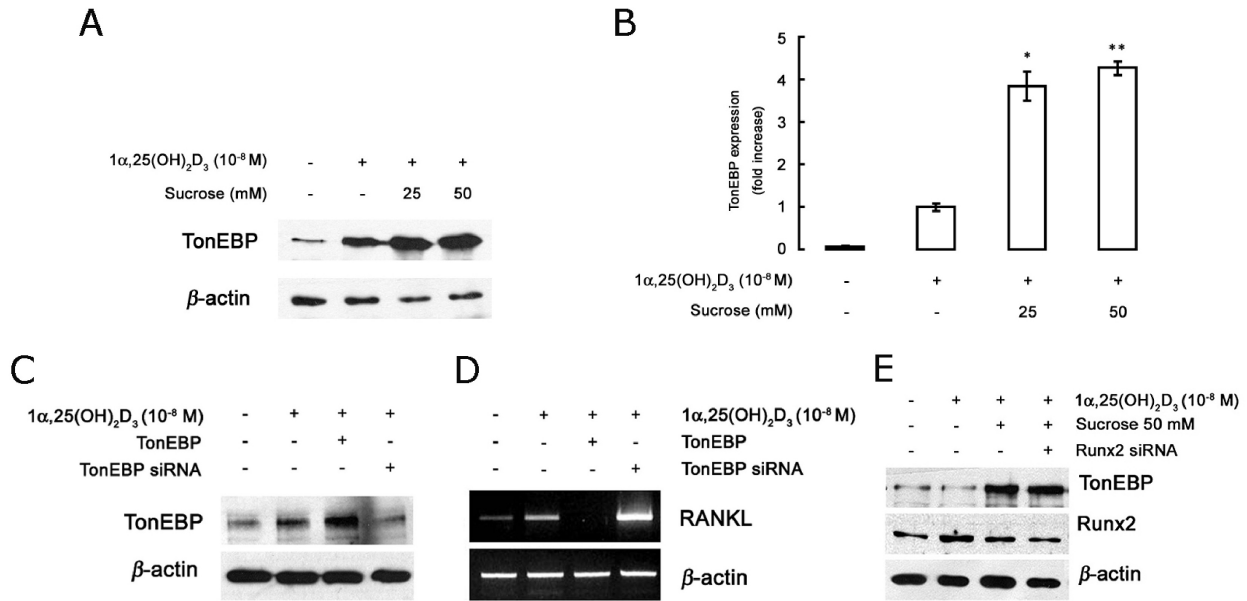 A
1α,25(OH)₂D₃ (10⁻⁸ M) - + + +
Sucrose (mM) - - 25 50
TonEBP
β-actin
B
TonEBP expression
(fold increase)
5
4
3
2
1
0
* **
1α,25(OH)₂D₃ (10⁻⁸ M) - + + +
Sucrose (mM) - - 25 50
C
1α,25(OH)₂D₃ (10⁻⁸ M) - + + +
TonEBP - - + -
TonEBP siRNA - - - +
TonEBP
β-actin
D
- + + + 1α,25(OH)₂D₃ (10⁻⁸ M)
- - + - TonEBP
- - - + TonEBP siRNA
RANKL
β-actin
E
- + + + 1α,25(OH)₂D₃ (10⁻⁸ M)
- - + + Sucrose 50 mM
- - - + Runx2 siRNA
TonEBP
Runx2
β-actin